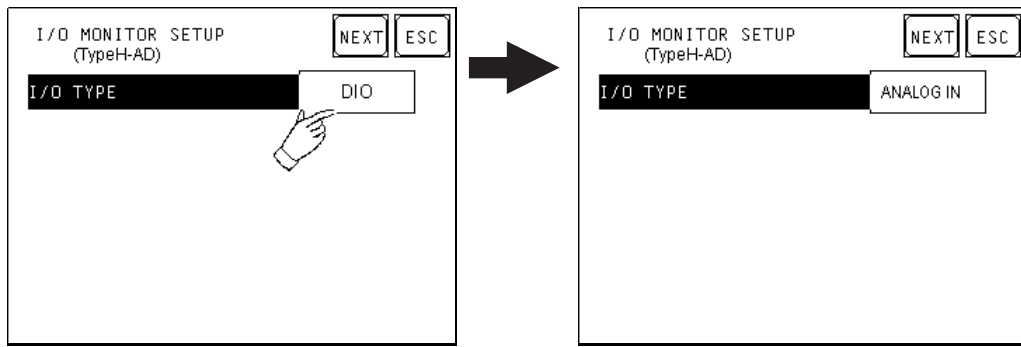 I/O MONITOR SETUP
(TypeH-AD)
NEXT ESC
I/O TYPE DIO
I/O MONITOR SETUP
(TypeH-AD)
NEXT ESC
I/O TYPE ANALOG IN